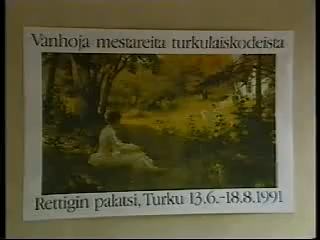 Vanhoja mestareita turkulaiskodeista
Rettigin palatsi, Turku 13.6.-18.8.1991